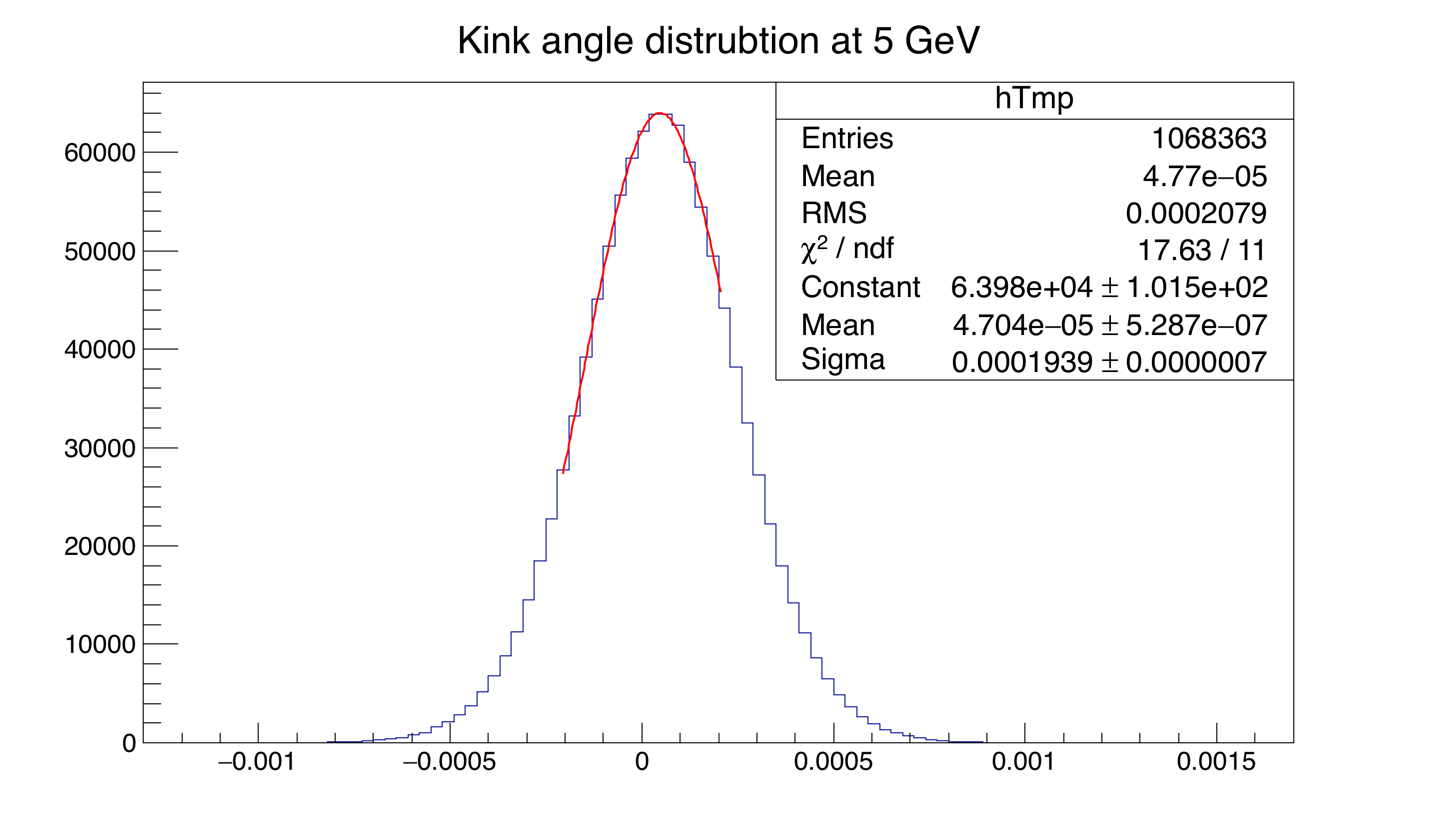 Kink angle distrubtion at 5 GeV
hTmp
Entries 1068363
Mean 4.77e−05
RMS 0.0002079
χ² / ndf 17.63 / 11
Constant 6.398e+04 ± 1.015e+02
Mean 4.704e−05 ± 5.287e−07
Sigma 0.0001939 ± 0.0000007
60000
50000
40000
30000
20000
10000
0
−0.001 −0.0005 0 0.0005 0.001 0.0015